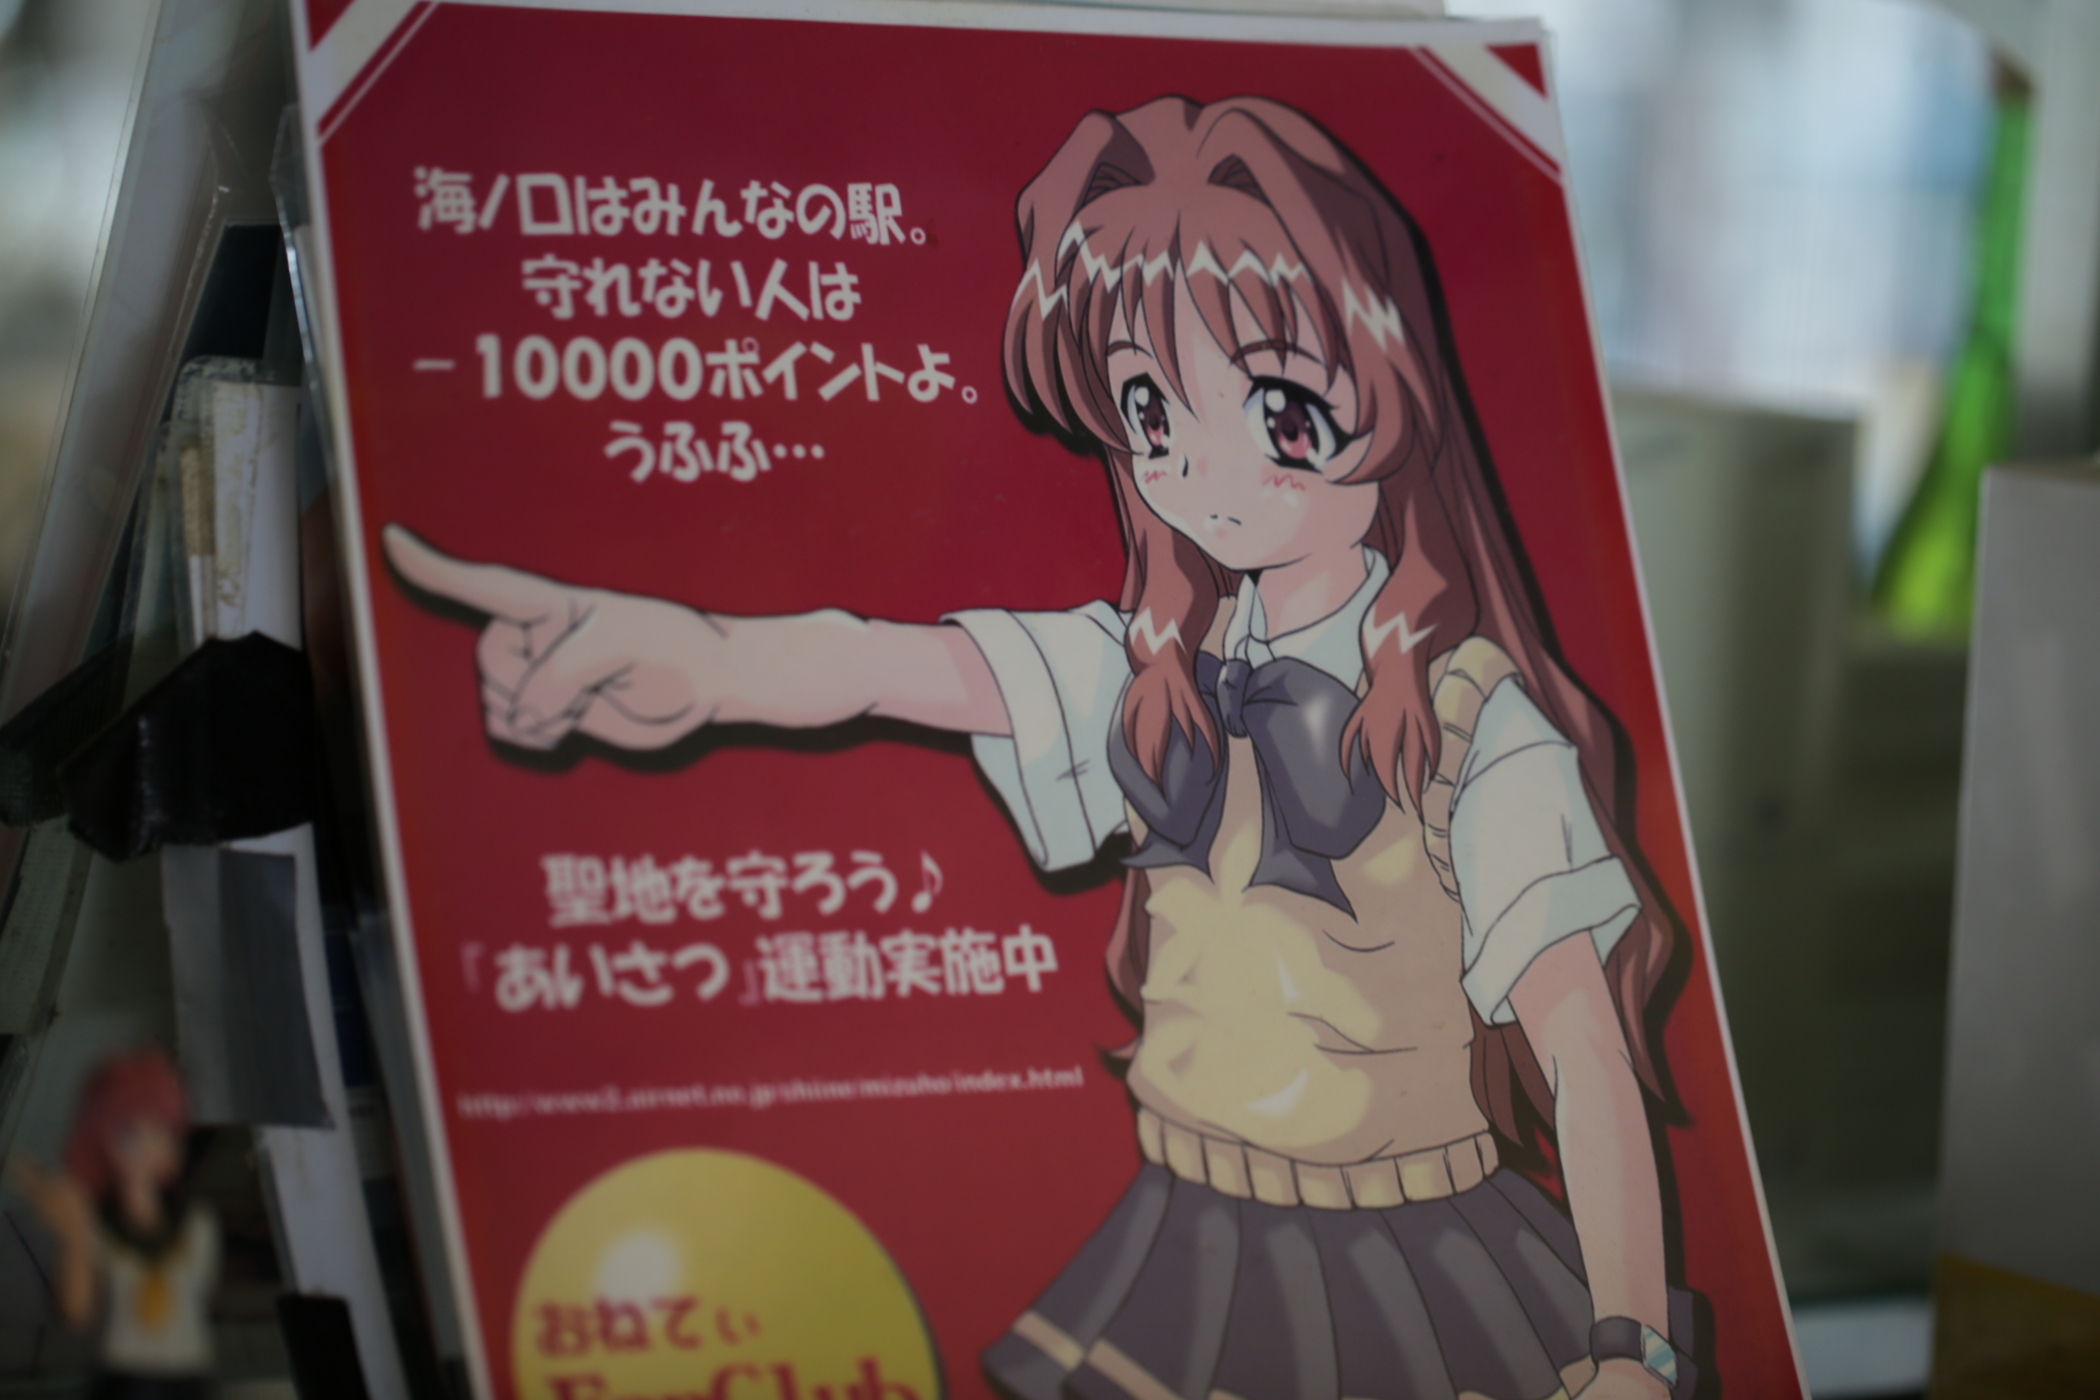 海ノ口はみんなの駅。
守れない人は
－10000ポイントよ。
うふふ…
聖地を守ろう♪
『あいさつ』運動実施中
おねてぃ
FanClub